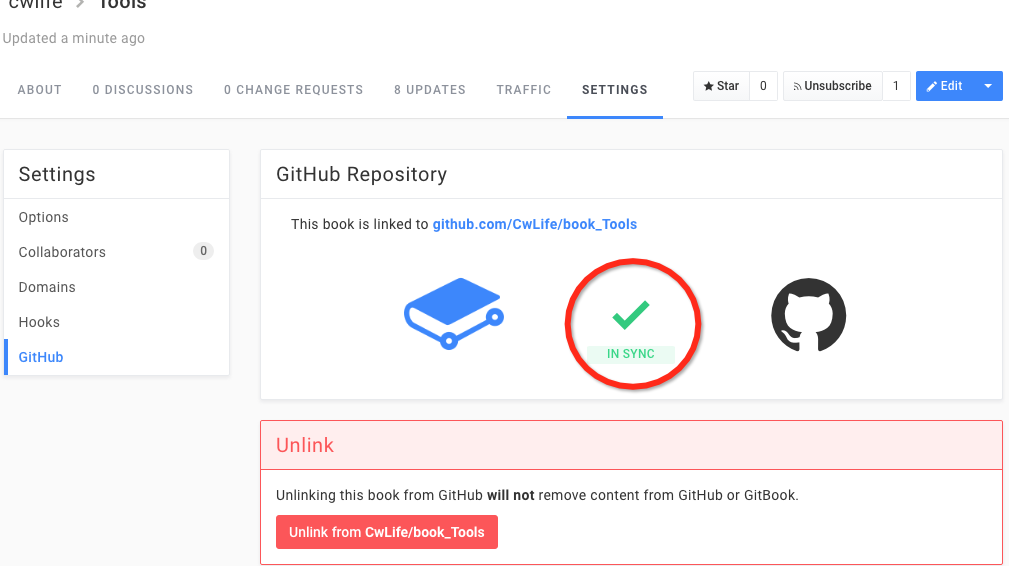 cwlife > Tools
Updated a minute ago
ABOUT 0 DISCUSSIONS 0 CHANGE REQUESTS 8 UPDATES TRAFFIC SETTINGS Star 0 Unsubscribe 1 Edit
Settings
Options
Collaborators 0
Domains
Hooks
GitHub
GitHub Repository
This book is linked to github.com/CwLife/book_Tools
IN SYNC
Unlink
Unlinking this book from GitHub will not remove content from GitHub or GitBook.
Unlink from CwLife/book_Tools